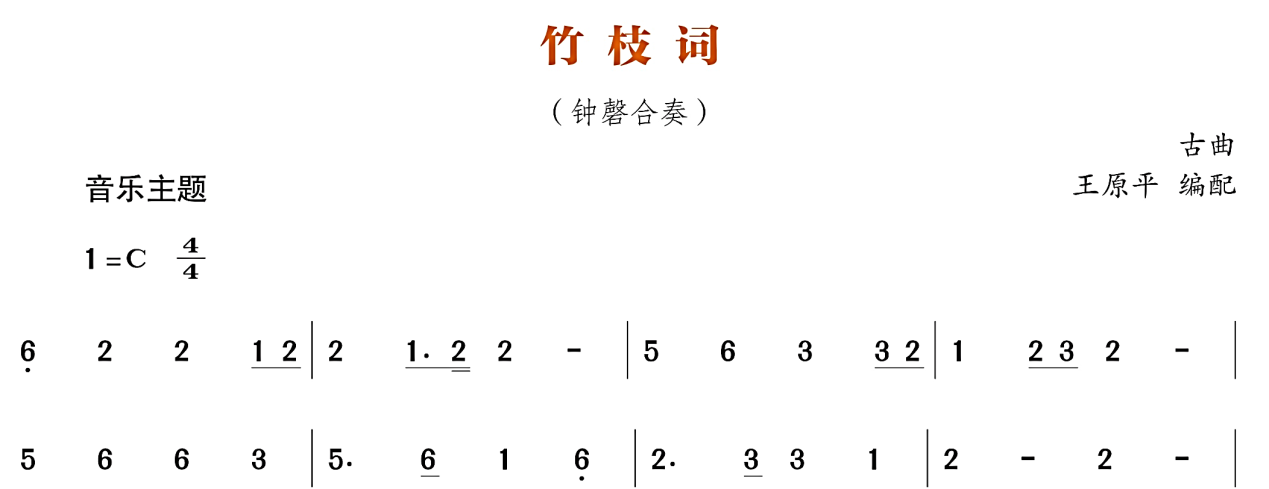 竹枝词
（钟磬合奏）
古曲
音乐主题
王原平 编配
1=C 4/4
6̣ 2 2 1̲ 2̲ | 2 1̲. 2̳ 2 - | 5 6 3 3̲ 2̲ | 1 2̲ 3̲ 2 - |
5 6 6 3 | 5. 6̲ 1 6̣ | 2. 3̲ 3 1 | 2 - 2 - |